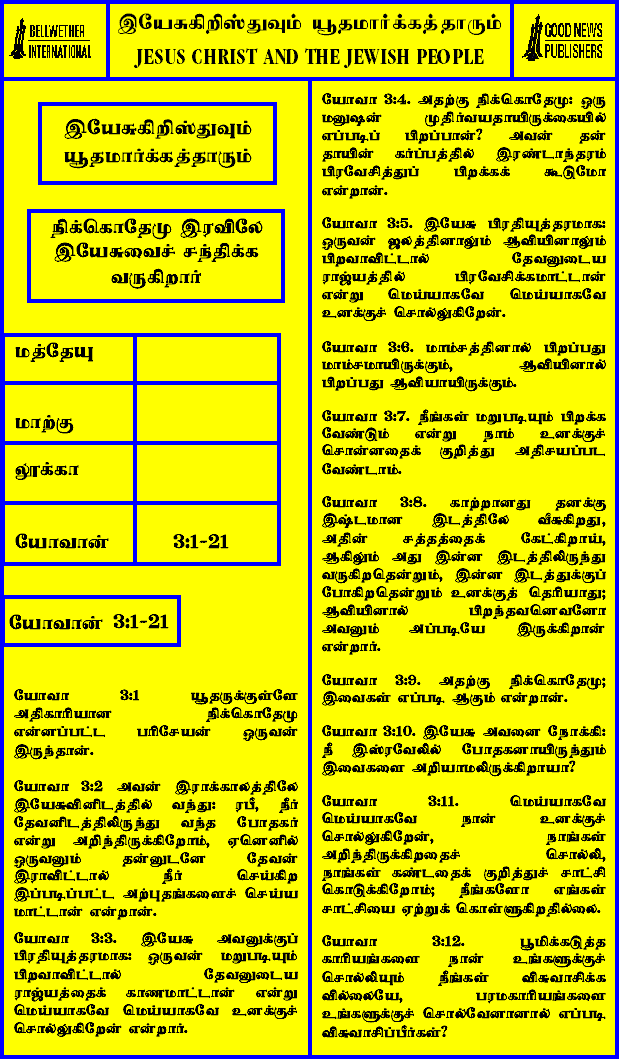 BELLWETHER
INTERNATIONAL
இயேசுகிறிஸ்துவும் யூதமார்க்கத்தாரும்
JESUS CHRIST AND THE JEWISH PEOPLE
GOOD NEWS
PUBLISHERS
இயேசுகிறிஸ்துவும்
யூதமார்க்கத்தாரும்
நிக்கொதேமு இரவிலே
இயேசுவைச் சந்திக்க
வருகிறார்
மத்தேயு
மாற்கு
லூக்கா
யோவான் 3:1-21
யோவான் 3:1-21
யோவா 3:1 யூதருக்குள்ளே
அதிகாரியான நிக்கொதேமு
என்னப்பட்ட பரிசேயன் ஒருவன்
இருந்தான்.
யோவா 3:2 அவன் இராக்காலத்திலே
இயேசுவினிடத்தில் வந்து: ரபீ, நீர்
தேவனிடத்திலிருந்து வந்த போதகர்
என்று அறிந்திருக்கிறோம், ஏனெனில்
ஒருவனும் தன்னுடனே தேவன்
இராவிட்டால் நீர் செய்கிற
இப்படிப்பட்ட அற்புதங்களைச் செய்ய
மாட்டான் என்றான்.
யோவா 3:3. இயேசு அவனுக்குப்
பிரதியுத்தரமாக: ஒருவன் மறுபடியும்
பிறவாவிட்டால் தேவனுடைய
ராஜ்யத்தைக் காணமாட்டான் என்று
மெய்யாகவே மெய்யாகவே உனக்குச்
சொல்லுகிறேன் என்றார்.
யோவா 3:4. அதற்கு நிக்கொதேமு: ஒரு
மனுஷன் முதிர்வயதாயிருக்கையில்
எப்படிப் பிறப்பான்? அவன் தன்
தாயின் கர்ப்பத்தில் இரண்டாந்தரம்
பிரவேசித்துப் பிறக்கக் கூடுமோ
என்றான்.
யோவா 3:5. இயேசு பிரதியுத்தரமாக:
ஒருவன் ஜலத்தினாலும் ஆவியினாலும்
பிறவாவிட்டால் தேவனுடைய
ராஜ்யத்தில் பிரவேசிக்கமாட்டான்
என்று மெய்யாகவே மெய்யாகவே
உனக்குச் சொல்லுகிறேன்.
யோவா 3:6. மாம்சத்தினால் பிறப்பது
மாம்சமாயிருக்கும், ஆவியினால்
பிறப்பது ஆவியாயிருக்கும்.
யோவா 3:7. நீங்கள் மறுபடியும் பிறக்க
வேண்டும் என்று நாம் உனக்குச்
சொன்னதைக் குறித்து அதிசயப்பட
வேண்டாம்.
யோவா 3:8. காற்றானது தனக்கு
இஷ்டமான இடத்திலே வீசுகிறது,
அதின் சத்தத்தைக் கேட்கிறாய்,
ஆகிலும் அது இன்ன இடத்திலிருந்து
வருகிறதென்றும், இன்ன இடத்துக்குப்
போகிறதென்றும் உனக்குத் தெரியாது;
ஆவியினால் பிறந்தவனெவனோ
அவனும் அப்படியே இருக்கிறான்
என்றார்.
யோவா 3:9. அதற்கு நிக்கொதேமு;
இவைகள் எப்படி ஆகும் என்றான்.
யோவா 3:10. இயேசு அவனை நோக்கி:
நீ இஸ்ரவேலில் போதகனாயிருந்தும்
இவைகளை அறியாமலிருக்கிறாயா?
யோவா 3:11. மெய்யாகவே
மெய்யாகவே நான் உனக்குச்
சொல்லுகிறேன், நாங்கள்
அறிந்திருக்கிறதைச் சொல்லி,
நாங்கள் கண்டதைக் குறித்துச் சாட்சி
கொடுக்கிறோம்; நீங்களோ எங்கள்
சாட்சியை ஏற்றுக் கொள்ளுகிறதில்லை.
யோவா 3:12. பூமிக்கடுத்த
காரியங்களை நான் உங்களுக்குச்
சொல்லியும் நீங்கள் விசுவாசிக்க
வில்லையே, பரமகாரியங்களை
உங்களுக்குச் சொல்வேனானால் எப்படி
விசுவாசிப்பீர்கள்?